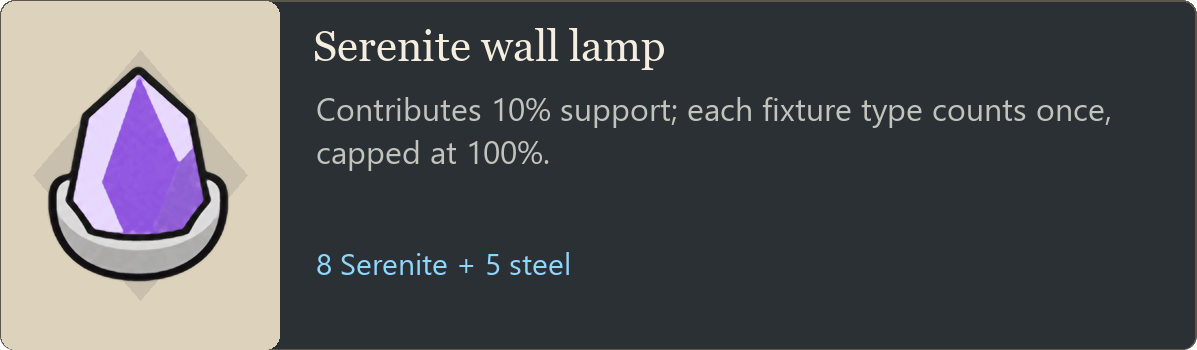 Serenite wall lamp
Contributes 10% support; each fixture type counts once,
capped at 100%.
8 Serenite + 5 steel